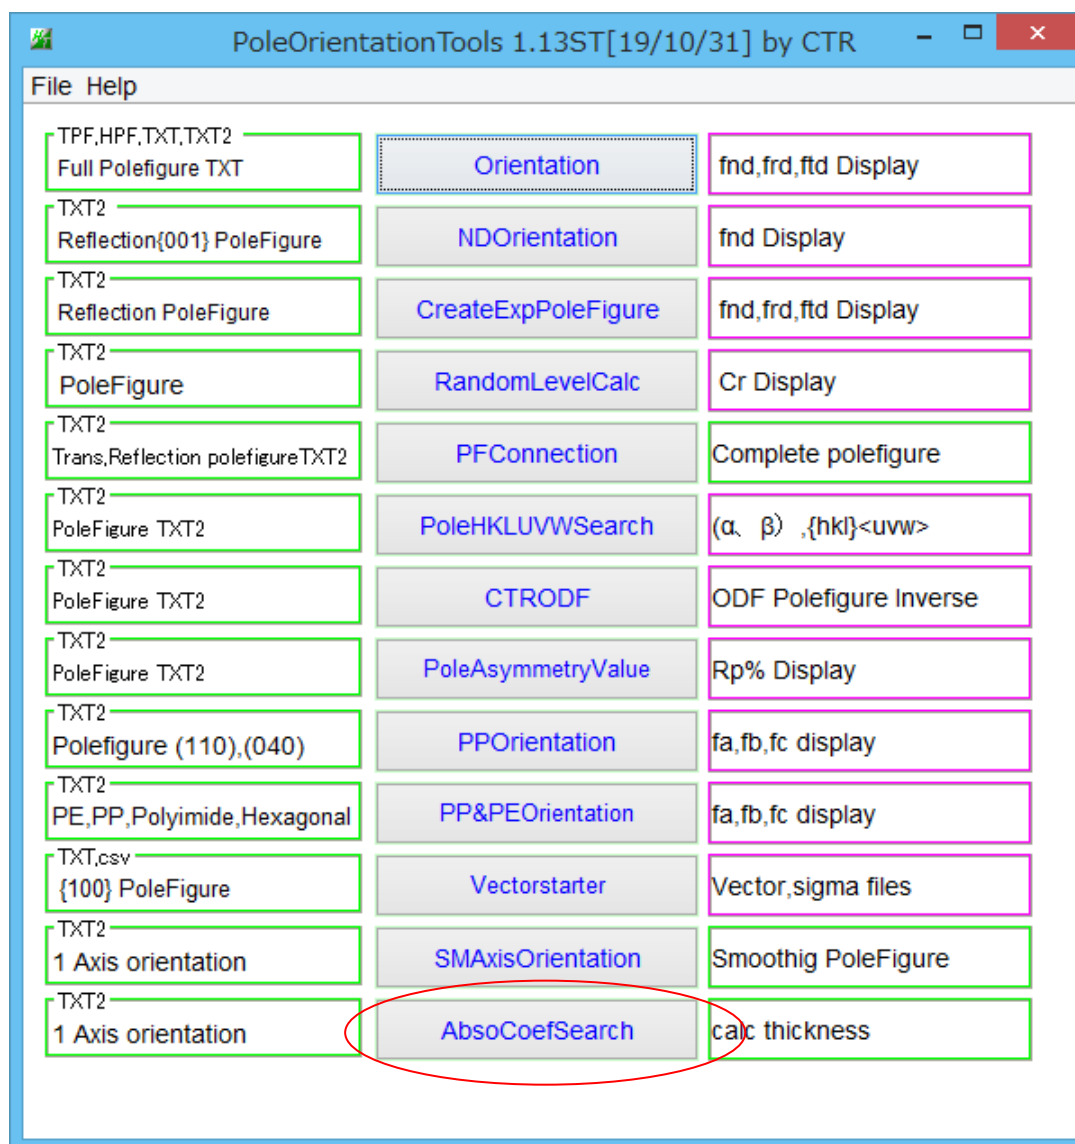 PoleOrientationTools 1.13ST[19/10/31] by CTR
File Help
TPF,HPF,TXT,TXT2
Full Polefigure TXT
Orientation
fnd,frd,ftd Display
TXT2
Reflection{001} PoleFigure
NDOrientation
fnd Display
TXT2
Reflection PoleFigure
CreateExpPoleFigure
fnd,frd,ftd Display
TXT2
PoleFigure
RandomLevelCalc
Cr Display
TXT2
Trans,Reflection polefigureTXT2
PFConnection
Complete polefigure
TXT2
PoleFigure TXT2
PoleHKLUVWSearch
(α、β）,{hkl}<uvw>
TXT2
PoleFigure TXT2
CTRODF
ODF Polefigure Inverse
TXT2
PoleFigure TXT2
PoleAsymmetryValue
Rp% Display
TXT2
Polefigure (110),(040)
PPOrientation
fa,fb,fc display
TXT2
PE,PP,Polyimide,Hexagonal
PP&PEOrientation
fa,fb,fc display
TXT,csv
{100} PoleFigure
Vectorstarter
Vector,sigma files
TXT2
1 Axis orientation
SMAxisOrientation
Smoothig PoleFigure
TXT2
1 Axis orientation
AbsoCoefSearch
calc thickness